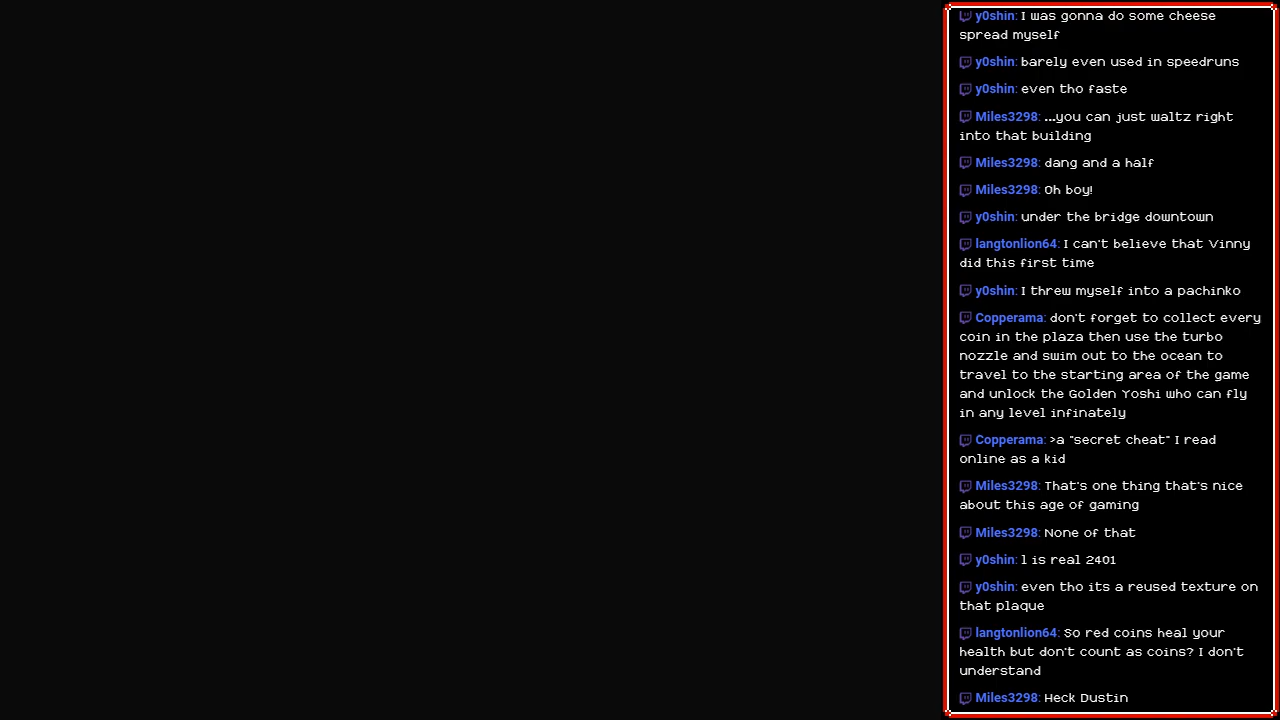 y0shin: I was gonna do some cheese
spread myself
y0shin: barely even used in speedruns
y0shin: even tho faste
Miles3298: ...you can just waltz right
into that building
Miles3298: dang and a half
Miles3298: Oh boy!
y0shin: under the bridge downtown
langtonlion64: I can't believe that Vinny
did this first time
y0shin: I threw myself into a pachinko
Copperama: don't forget to collect every
coin in the plaza then use the turbo
nozzle and swim out to the ocean to
travel to the starting area of the game
and unlock the Golden Yoshi who can fly
in any level infinately
Copperama: >a "secret cheat" I read
online as a kid
Miles3298: That's one thing that's nice
about this age of gaming
Miles3298: None of that
y0shin: l is real 2401
y0shin: even tho its a reused texture on
that plaque
langtonlion64: So red coins heal your
health but don't count as coins? I don't
understand
Miles3298: Heck Dustin